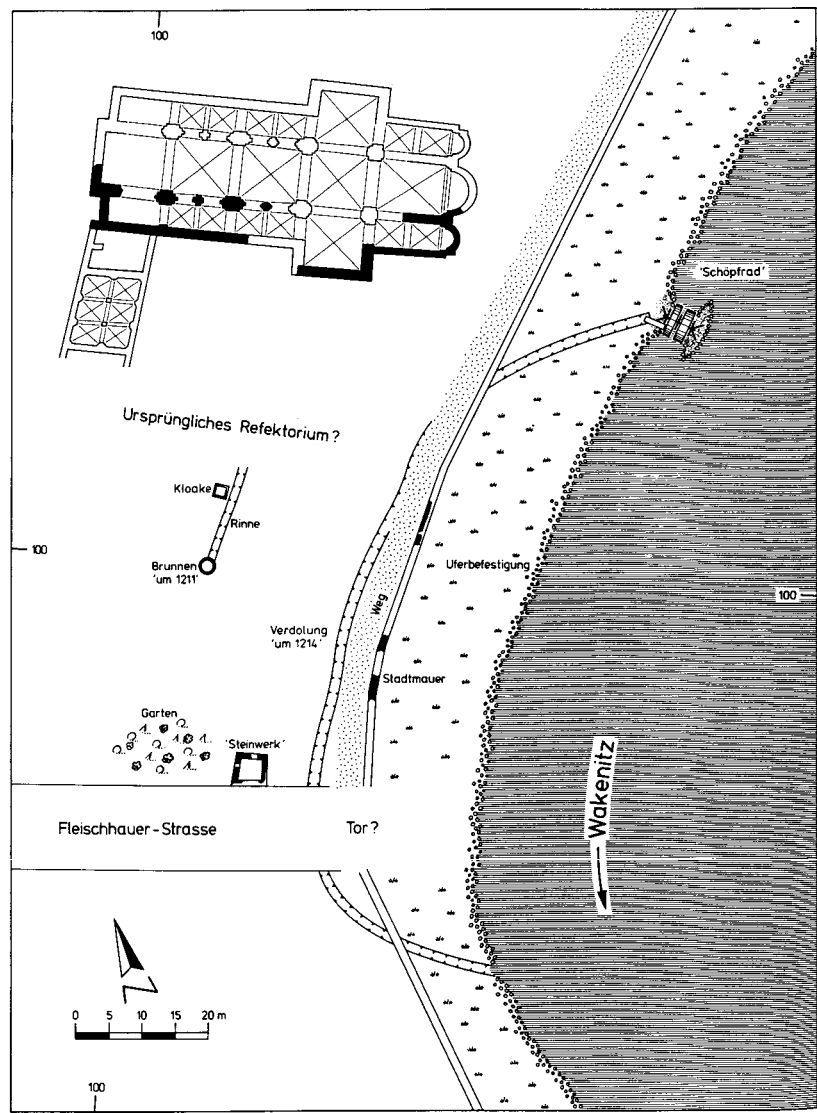 100
'Schöpfrad'
Ursprüngliches Refektorium?
Kloake
Rinne
100
Brunnen
'um 1211'
Uferbefestigung
100
Weg
Verdolung
'um 1214'
Stadtmauer
Garten
'Steinwerk'
Wakenitz
Fleischhauer-Strasse
Tor?
N
0 5 10 15 20 m
100